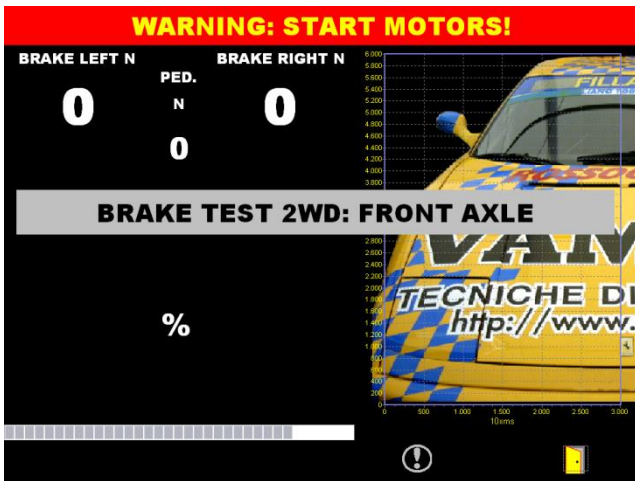 WARNING: START MOTORS!
BRAKE LEFT N
PED.
BRAKE RIGHT N
0
N
0
0
BRAKE TEST 2WD: FRONT AXLE
%
6.000
5.600
5.400
5.200
5.000
4.800
4.600
4.400
4.200
4.000
3.800
2.800
2.600
2.400
2.200
2.000
1.800
1.600
1.400
1.200
1.000
800
600
400
200
0
0 500 1.000 1.500 2.000 2.500 3.000
10xms
FILLA
ROSSO
VAM
TECNICHE DI
http://www.